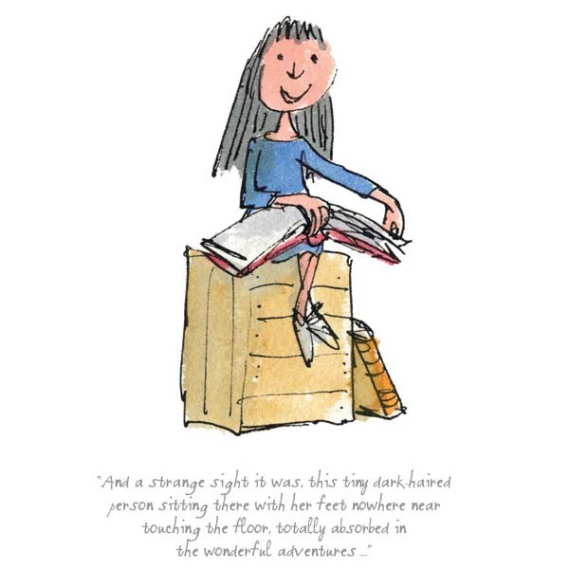 "And a strange sight it was, this tiny dark-haired
person sitting there with her feet nowhere near
touching the floor, totally absorbed in
the wonderful adventures ..."